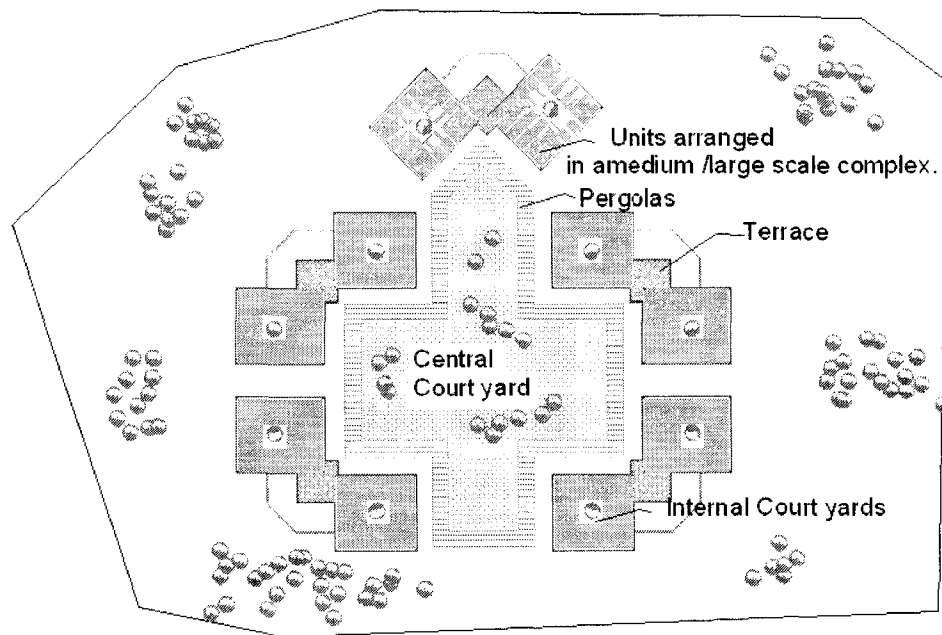 Units arranged
in amedium /large scale complex.
Pergolas
Terrace
Central
Court yard
Internal Court yards